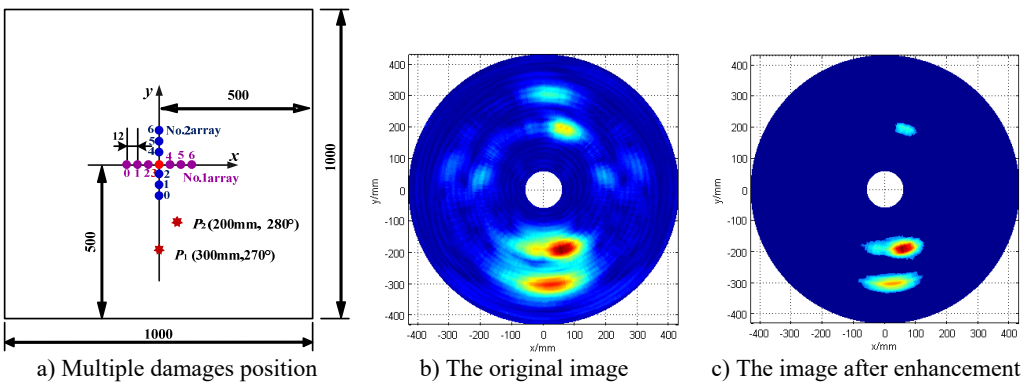 y
500
6 No.2array
5
4
12
x
4 5 6
0 1 2 3
No.1array
2
1
0
P2 (200mm, 280°)
P1 (300mm,270°)
500
1000
1000
a) Multiple damages position
400
300
200
100
0
-100
-200
-300
-400
y/mm
-400 -300 -200 -100 0 100 200 300 400
x/mm
b) The original image
400
300
200
100
0
-100
-200
-300
-400
y/mm
-400 -300 -200 -100 0 100 200 300 400
x/mm
c) The image after enhancement